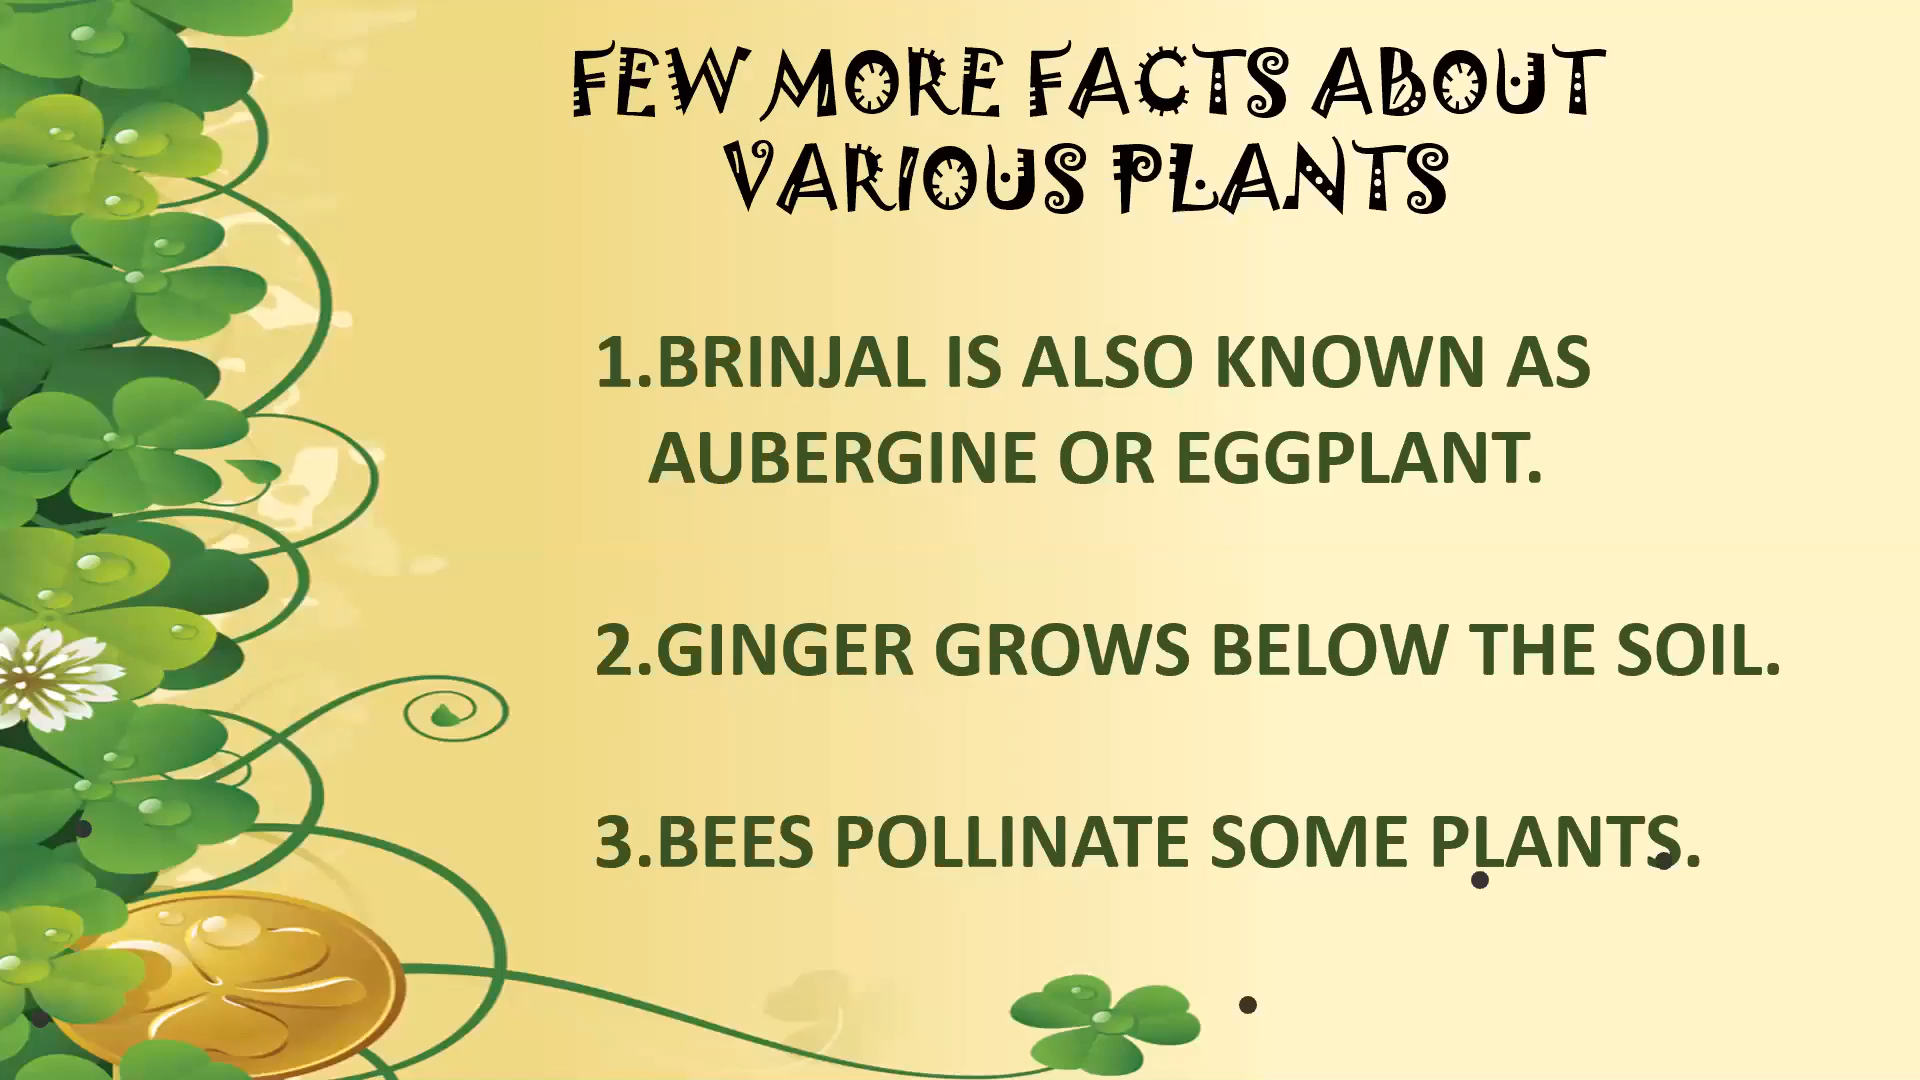 FEW MORE FACTS ABOUT
VARIOUS PLANTS
1.BRINJAL IS ALSO KNOWN AS
AUBERGINE OR EGGPLANT.
2.GINGER GROWS BELOW THE SOIL.
3.BEES POLLINATE SOME PLANTS.